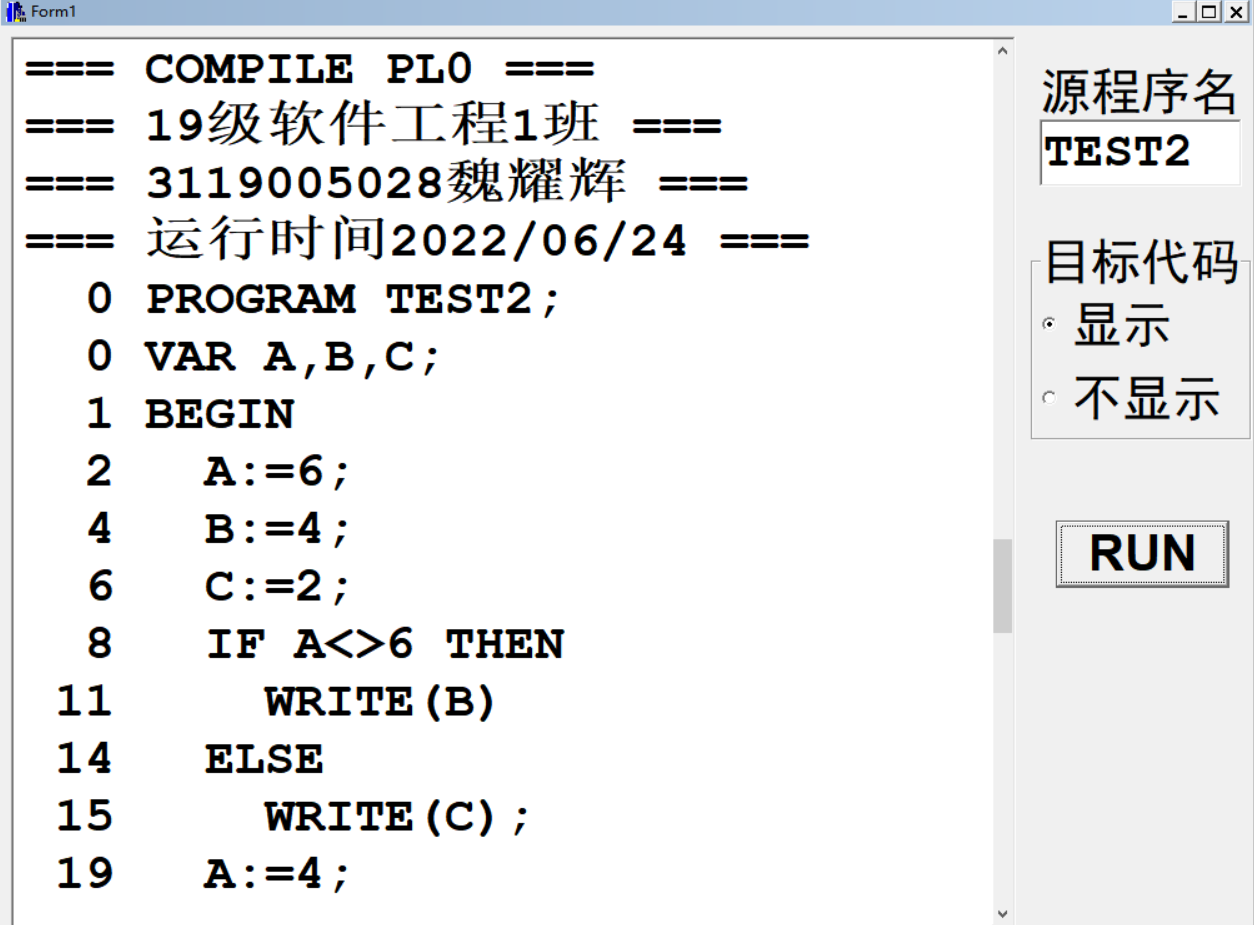 Form1
=== COMPILE PL0 ===
=== 19级软件工程1班 ===
=== 3119005028魏耀辉 ===
=== 运行时间2022/06/24 ===
0 PROGRAM TEST2;
0 VAR A,B,C;
1 BEGIN
2 A:=6;
4 B:=4;
6 C:=2;
8 IF A<>6 THEN
11 WRITE(B)
14 ELSE
15 WRITE(C);
19 A:=4;
源程序名
TEST2
目标代码
显示
不显示
RUN